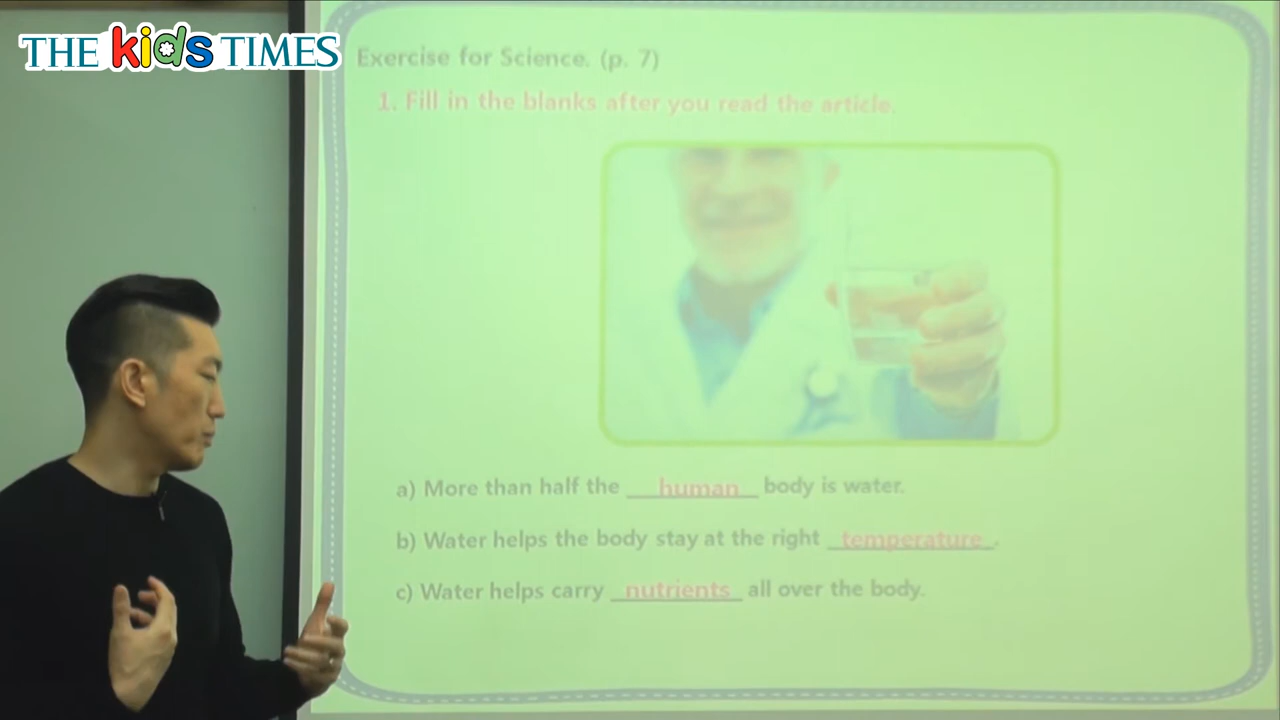 THE kids TIMES
Exercise for Science. (p. 7)
1. Fill in the blanks after you read the article.
a) More than half the human body is water.
b) Water helps the body stay at the right temperature.
c) Water helps carry nutrients all over the body.